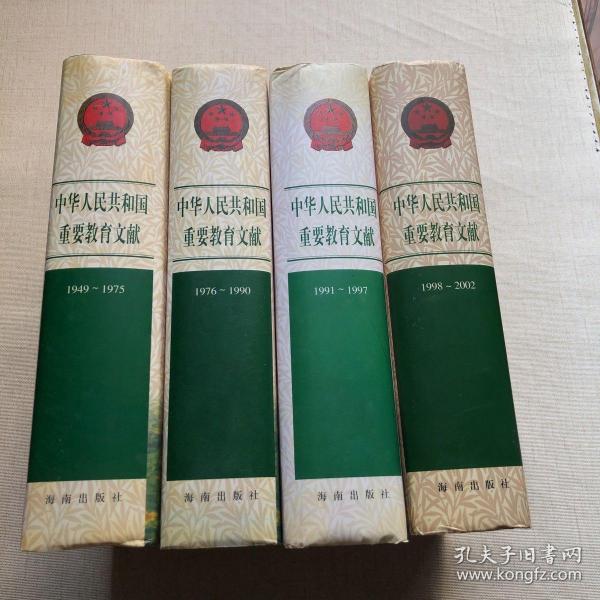 中华人民共和国
重要教育文献
1949~1975
海南出版社
中华人民共和国
重要教育文献
1976~1990
海南出版社
中华人民共和国
重要教育文献
1991~1997
海南出版社
中华人民共和国
重要教育文献
1998~2002
海南出版社
孔夫子旧书网
www.kongfz.com